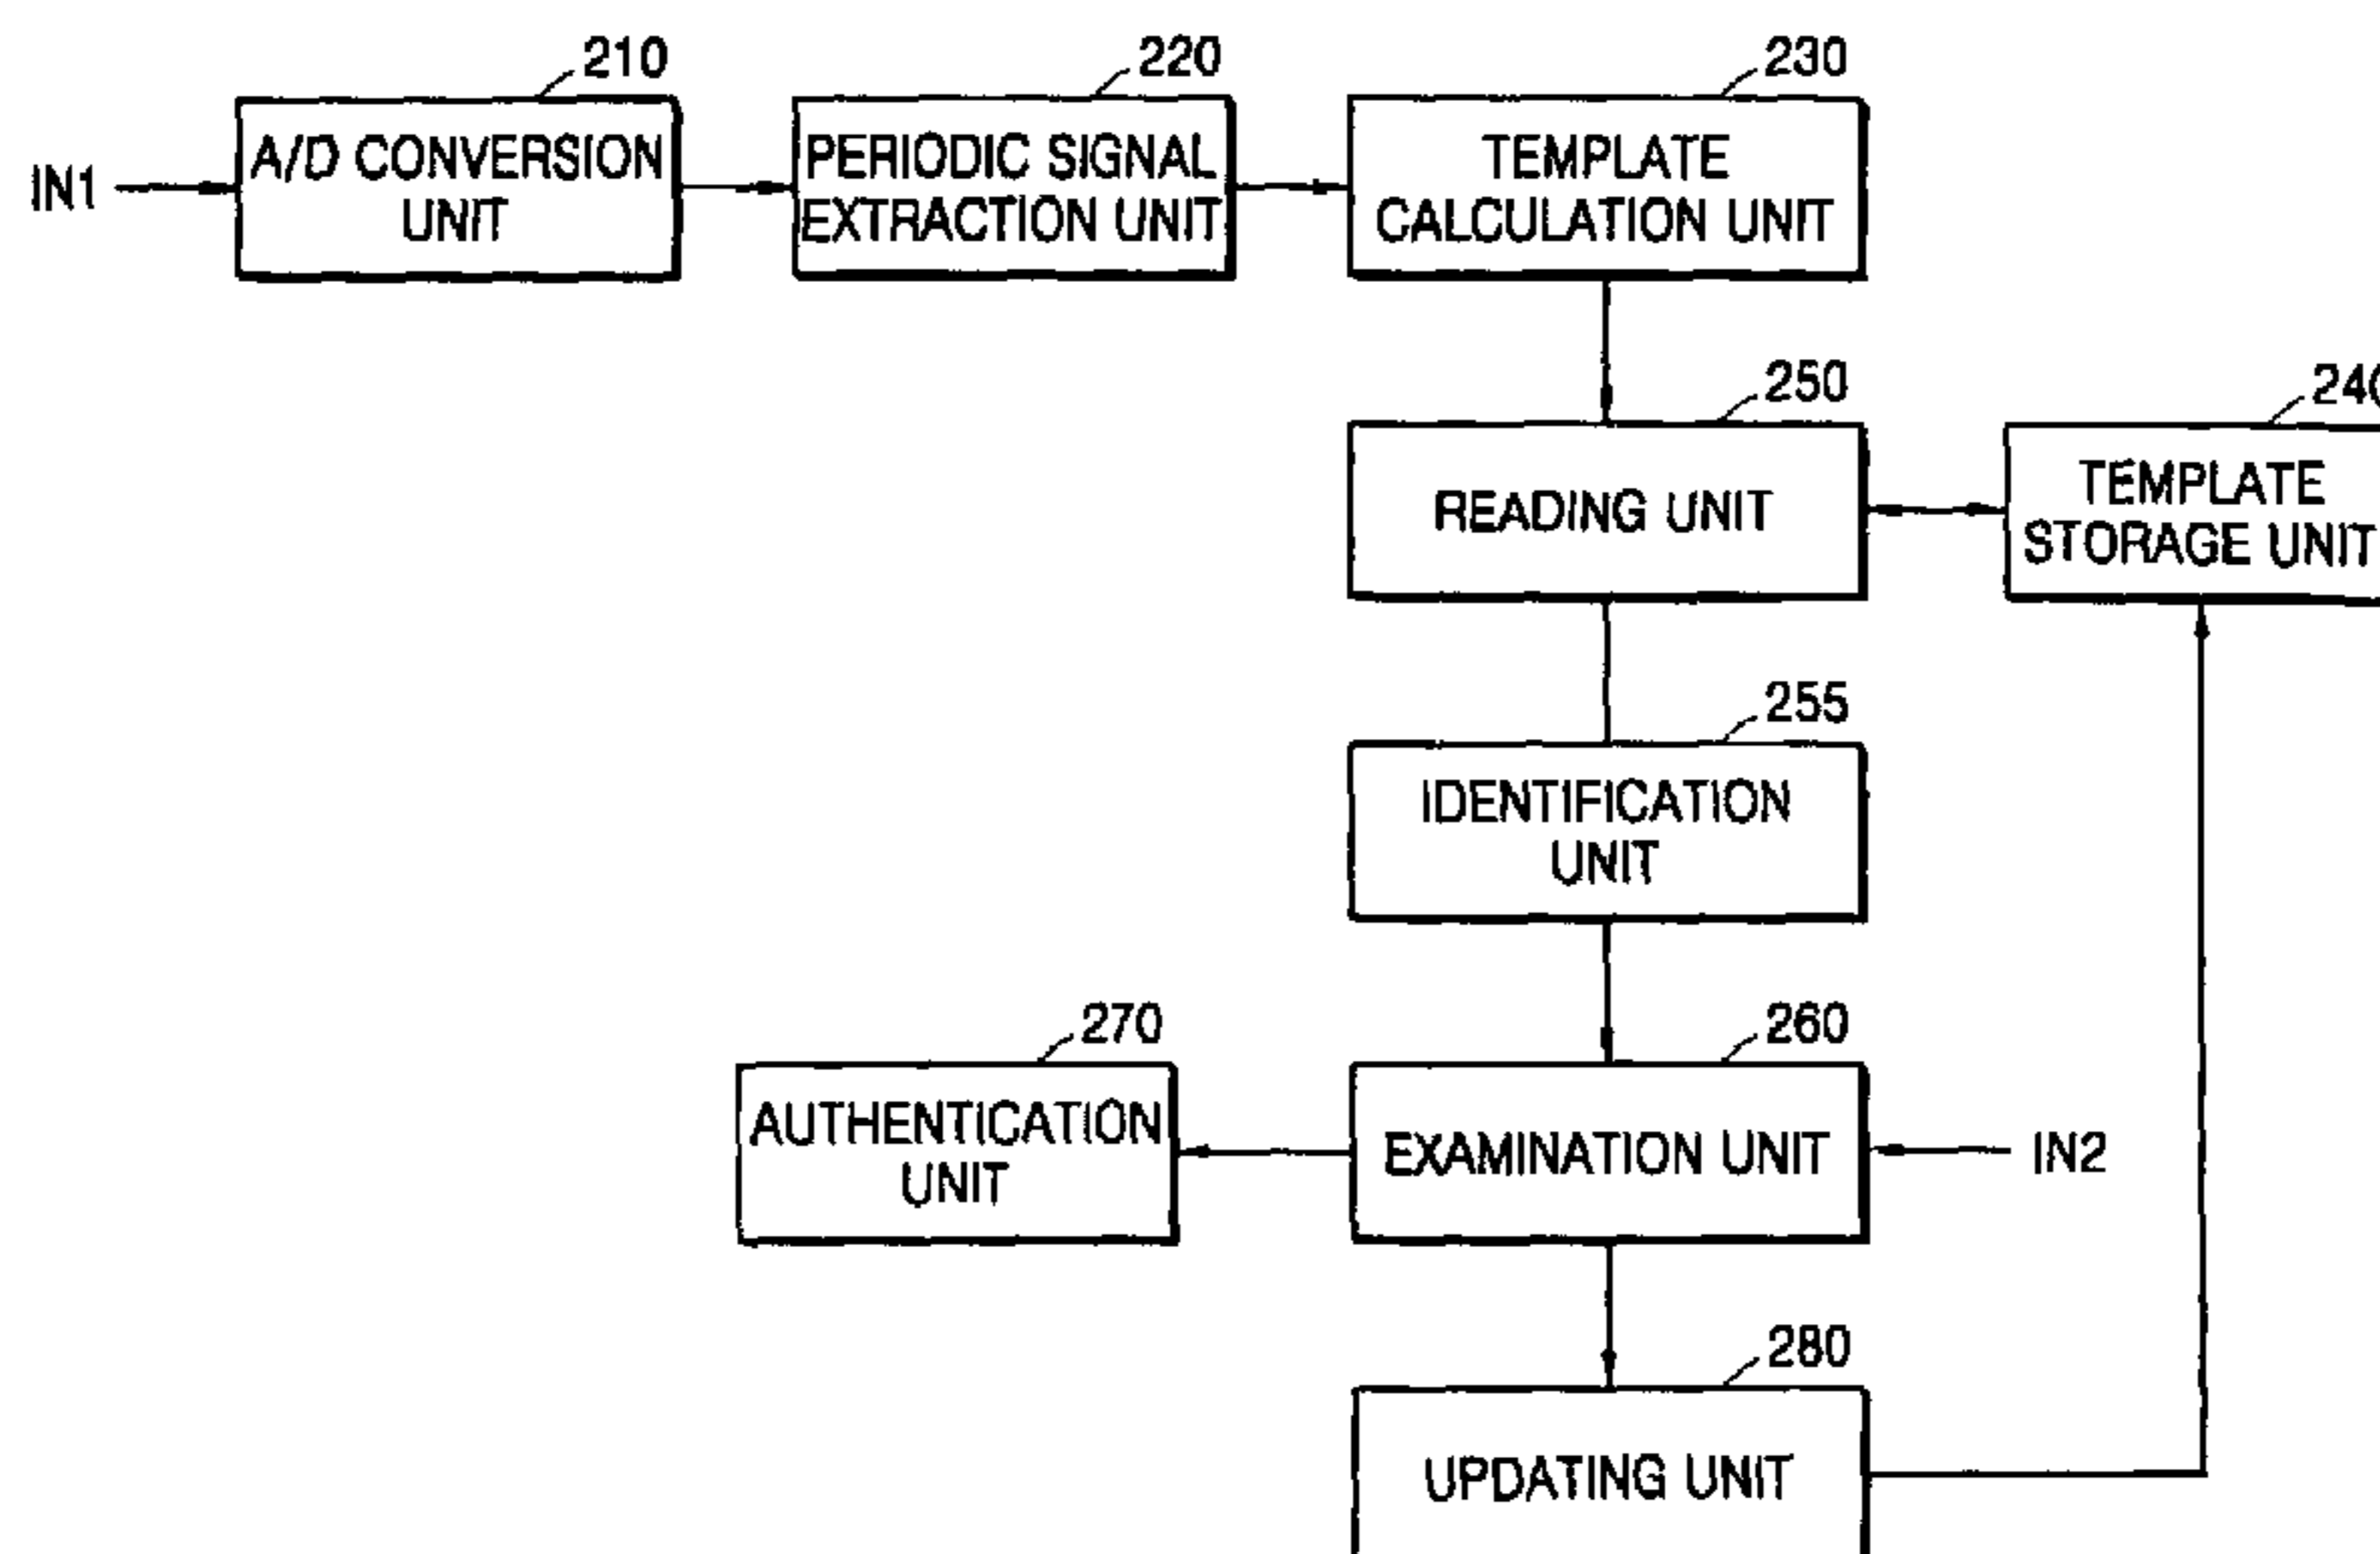 210
220
230
IN1
A/D CONVERSION
UNIT
PERIODIC SIGNAL
EXTRACTION UNIT
TEMPLATE
CALCULATION UNIT
250
240
READING UNIT
TEMPLATE
STORAGE UNIT
255
IDENTIFICATION
UNIT
270
260
AUTHENTICATION
UNIT
EXAMINATION UNIT
IN2
280
UPDATING UNIT